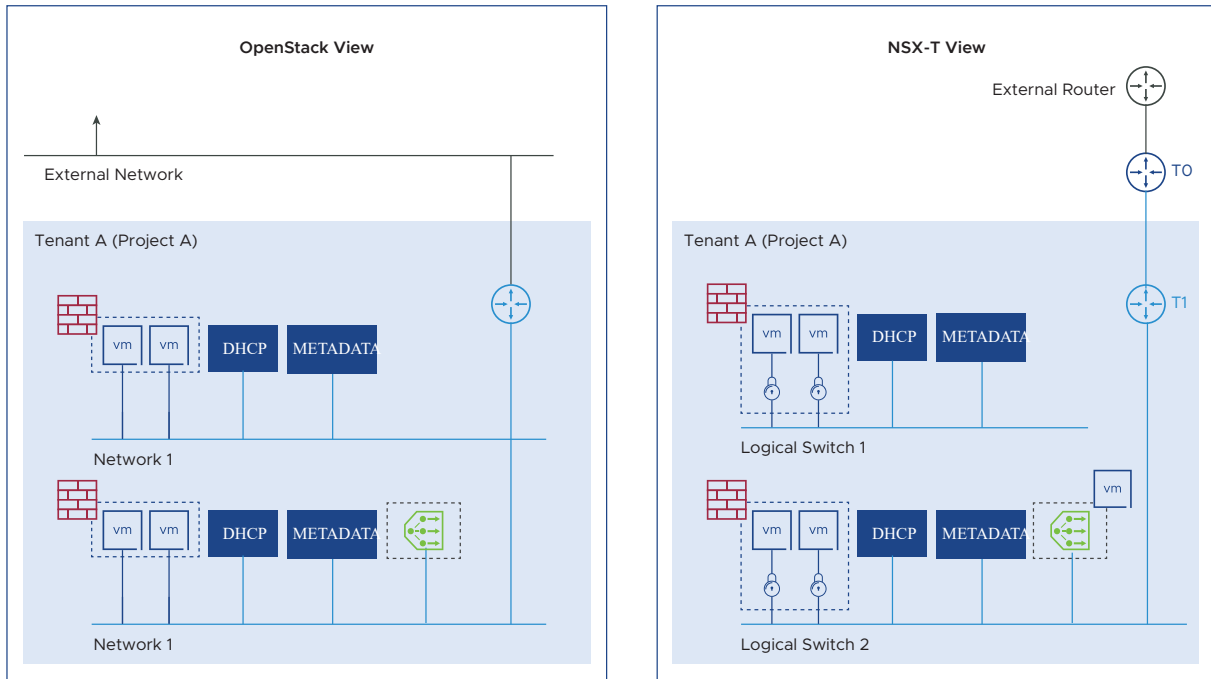 OpenStack View
External Network
Tenant A (Project A)
vm
vm
DHCP
METADATA
Network 1
vm
vm
DHCP
METADATA
Network 1
NSX-T View
External Router
T0
Tenant A (Project A)
T1
vm
vm
DHCP
METADATA
Logical Switch 1
vm
vm
DHCP
METADATA
vm
Logical Switch 2